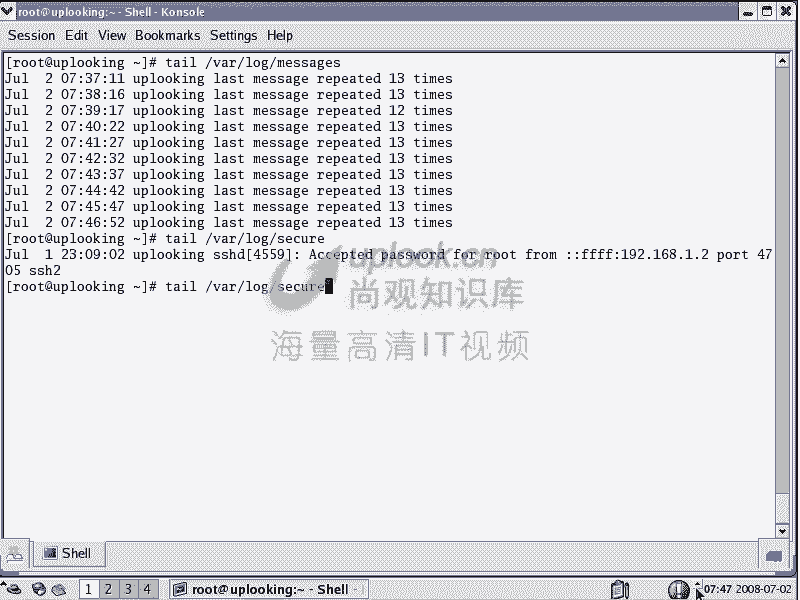 root@uplooking:~ - Shell - Konsole
Session Edit View Bookmarks Settings Help
[root@uplooking ~]# tail /var/log/messages
Jul  2 07:37:11 uplooking last message repeated 13 times
Jul  2 07:38:16 uplooking last message repeated 13 times
Jul  2 07:39:17 uplooking last message repeated 12 times
Jul  2 07:40:22 uplooking last message repeated 13 times
Jul  2 07:41:27 uplooking last message repeated 13 times
Jul  2 07:42:32 uplooking last message repeated 13 times
Jul  2 07:43:37 uplooking last message repeated 13 times
Jul  2 07:44:42 uplooking last message repeated 13 times
Jul  2 07:45:47 uplooking last message repeated 13 times
Jul  2 07:46:52 uplooking last message repeated 13 times
[root@uplooking ~]# tail /var/log/secure
Jul  1 23:09:02 uplooking sshd[4559]: Accepted password for root from ::ffff:192.168.1.2 port 47
05 ssh2
[root@uplooking ~]# tail /var/log/secure
uplook.cn
尚观知识库
海量高清IT视频
Shell
1 2 3 4 root@uplooking:~ - Shell - 07:47 2008-07-02